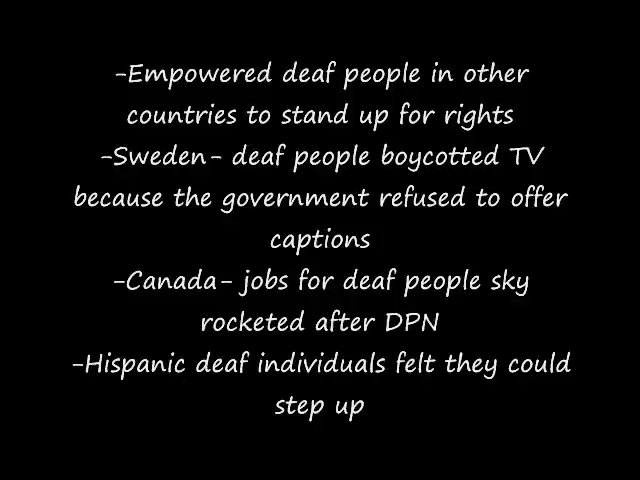 -Empowered deaf people in other
countries to stand up for rights
-Sweden- deaf people boycotted TV
because the government refused to offer
captions
-Canada- jobs for deaf people sky
rocketed after DPN
-Hispanic deaf individuals felt they could
step up